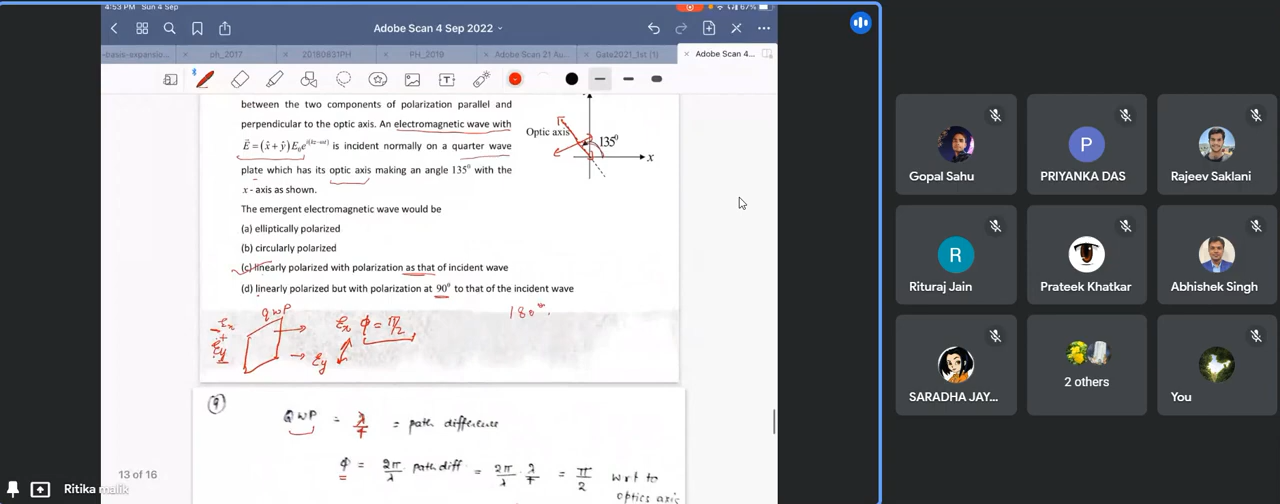 4:53 PM Sun 4 Sep
67%
Adobe Scan 4 Sep 2022
-basis-expansio...
ph_2017
20180831PH
PH_2019
Adobe Scan 21 Au...
Gate2021_1st (1)
Adobe Scan 4...
between the two components of polarization parallel and
perpendicular to the optic axis. An electromagnetic wave with
E⃗ = (x̂ + ŷ)E₀e^{i(kz-ωt)} is incident normally on a quarter wave
plate which has its optic axis making an angle 135⁰ with the
x - axis as shown.
Optic axis
135⁰
x
The emergent electromagnetic wave would be
(a) elliptically polarized
(b) circularly polarized
(c) linearly polarized with polarization as that of incident wave
(d) linearly polarized but with polarization at 90⁰ to that of the incident wave
180
qwp
Ex
+
Ey
Ex φ = π/2
Ey
9
QWP = λ/4 = path difference
φ = 2π/λ . path diff = 2π/λ . λ/4 = π/2 wrt to
optics axis
13 of 16
Ritika malik
Gopal Sahu
P
PRIYANKA DAS
Rajeev Saklani
R
Rituraj Jain
Prateek Khatkar
Abhishek Singh
SARADHA JAY...
2 others
You